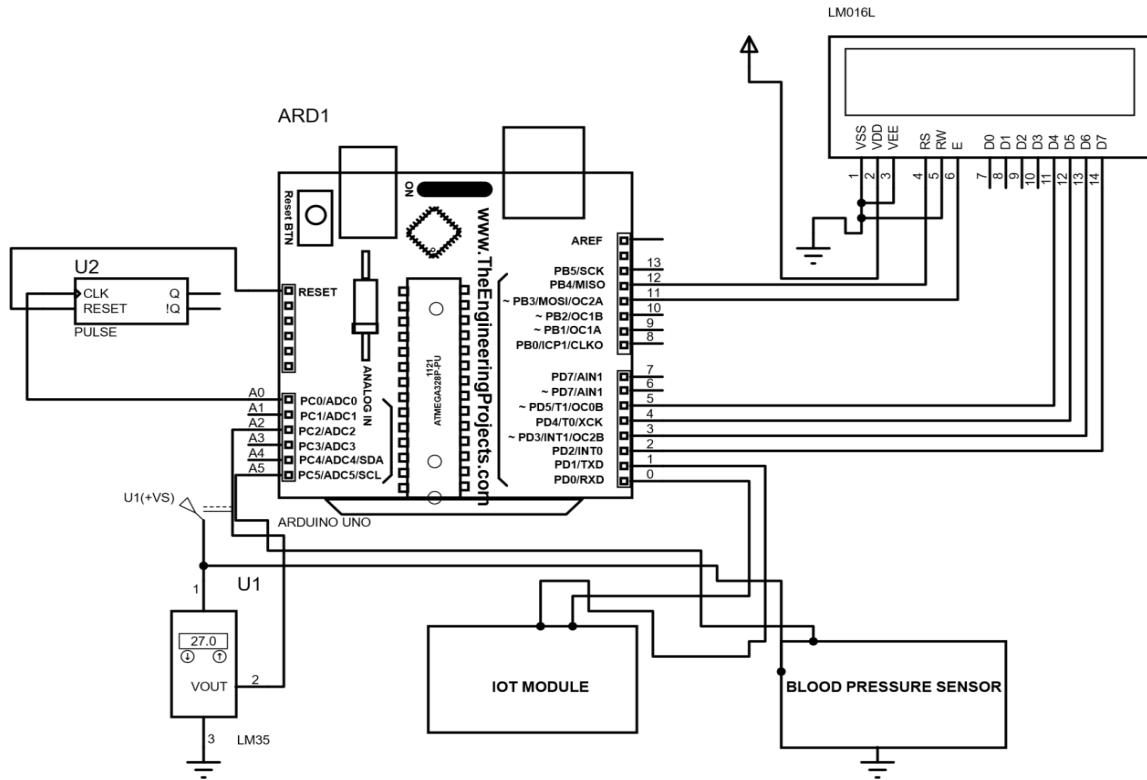 LM016L
VSS
VDD
VEE
RS
RW
E
D0
D1
D2
D3
D4
D5
D6
D7
1
2
3
4
5
6
7
8
9
10
11
12
13
14
ARD1
Reset BTN
ON
www.TheEngineeringProjects.com
1121
ATMEGA328P-PU
ANALOG IN
RESET
A0 PC0/ADC0
A1 PC1/ADC1
A2 PC2/ADC2
A3 PC3/ADC3
A4 PC4/ADC4/SDA
A5 PC5/ADC5/SCL
AREF
PB5/SCK 13
PB4/MISO 12
~ PB3/MOSI/OC2A 11
~ PB2/OC1B 10
~ PB1/OC1A 9
PB0/ICP1/CLKO 8
PD7/AIN1 7
~ PD7/AIN1 6
~ PD5/T1/OC0B 5
PD4/T0/XCK 4
~ PD3/INT1/OC2B 3
PD2/INT0 2
PD1/TXD 1
PD0/RXD 0
ARDUINO UNO
U2
CLK Q
RESET !Q
PULSE
U1(+VS)
U1
1
27.0
VOUT 2
3
LM35
IOT MODULE
BLOOD PRESSURE SENSOR